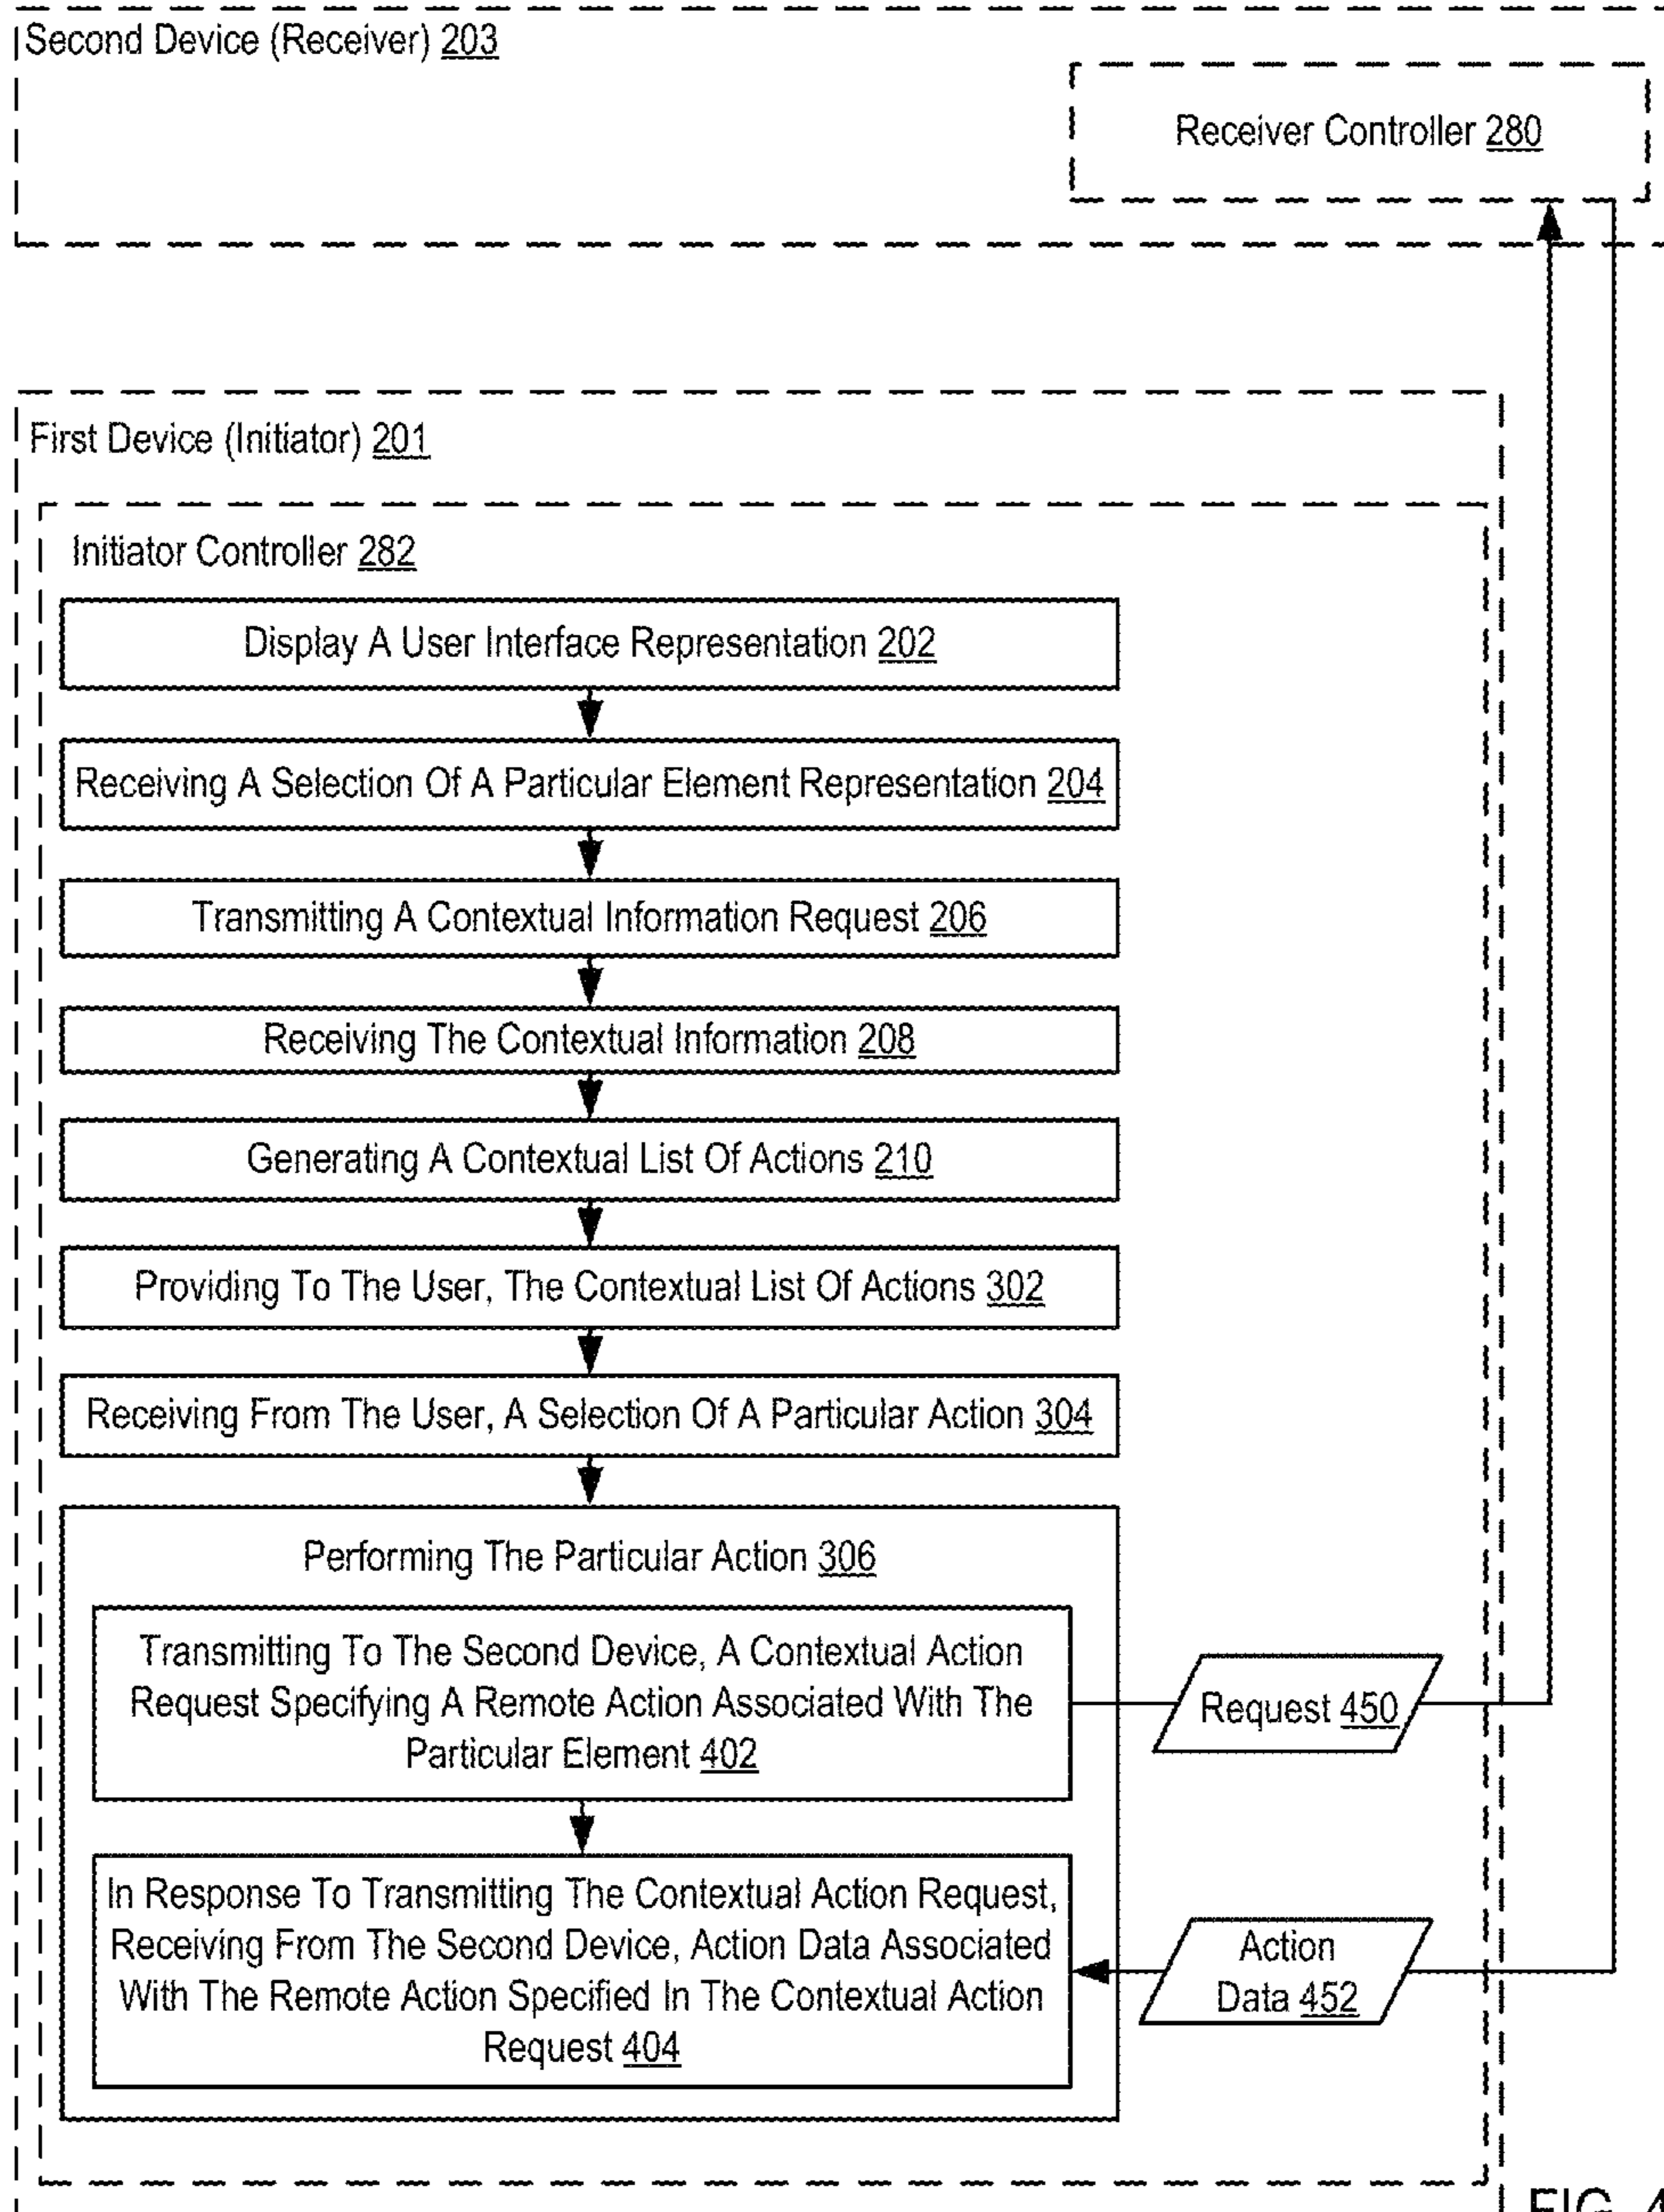 Second Device (Receiver) 203
Receiver Controller 280
First Device (Initiator) 201
Initiator Controller 282
Display A User Interface Representation 202
Receiving A Selection Of A Particular Element Representation 204
Transmitting A Contextual Information Request 206
Receiving The Contextual Information 208
Generating A Contextual List Of Actions 210
Providing To The User, The Contextual List Of Actions 302
Receiving From The User, A Selection Of A Particular Action 304
Performing The Particular Action 306
Transmitting To The Second Device, A Contextual Action
Request Specifying A Remote Action Associated With The
Particular Element 402
Request 450
In Response To Transmitting The Contextual Action Request,
Receiving From The Second Device, Action Data Associated
With The Remote Action Specified In The Contextual Action
Request 404
Action
Data 452
FIG. 4